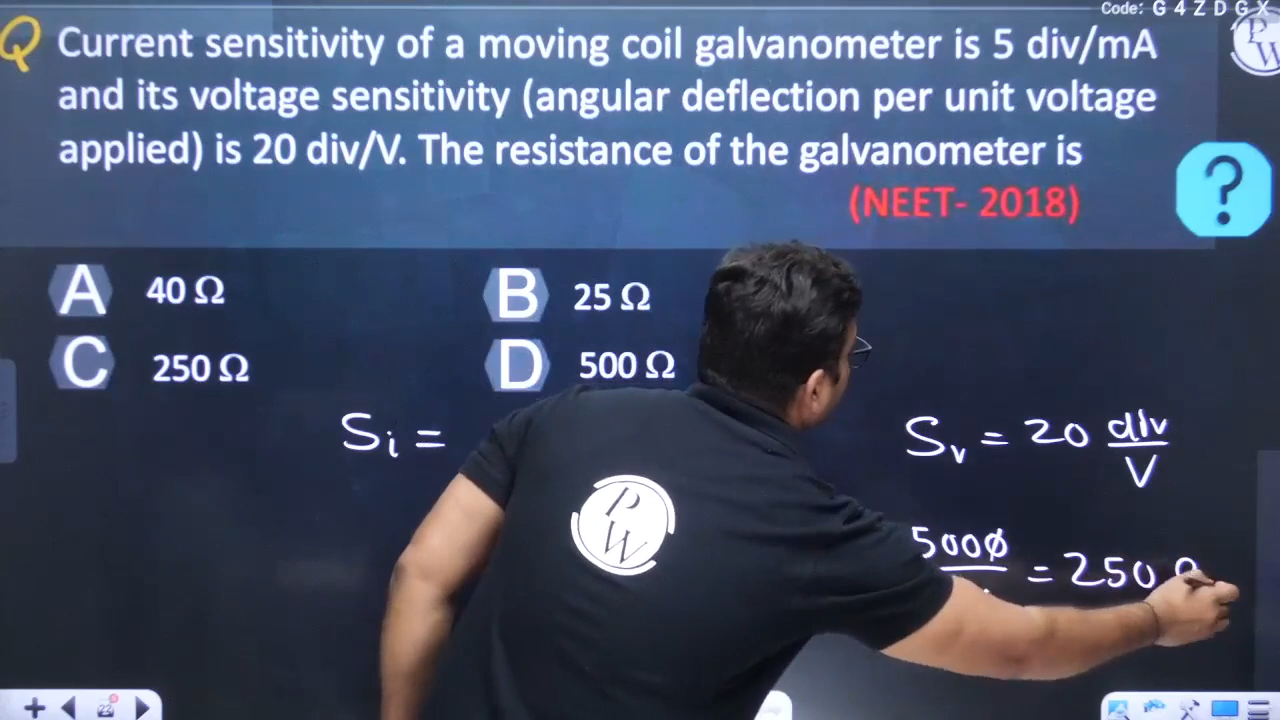 Code: G 4 Z D G X
Q Current sensitivity of a moving coil galvanometer is 5 div/mA
and its voltage sensitivity (angular deflection per unit voltage
applied) is 20 div/V. The resistance of the galvanometer is
(NEET- 2018)
?
A 40 Ω B 25 Ω
C 250 Ω D 500 Ω
Si = Sv = 20 div/V
5000 = 250 Ω
P
W
P
W
22